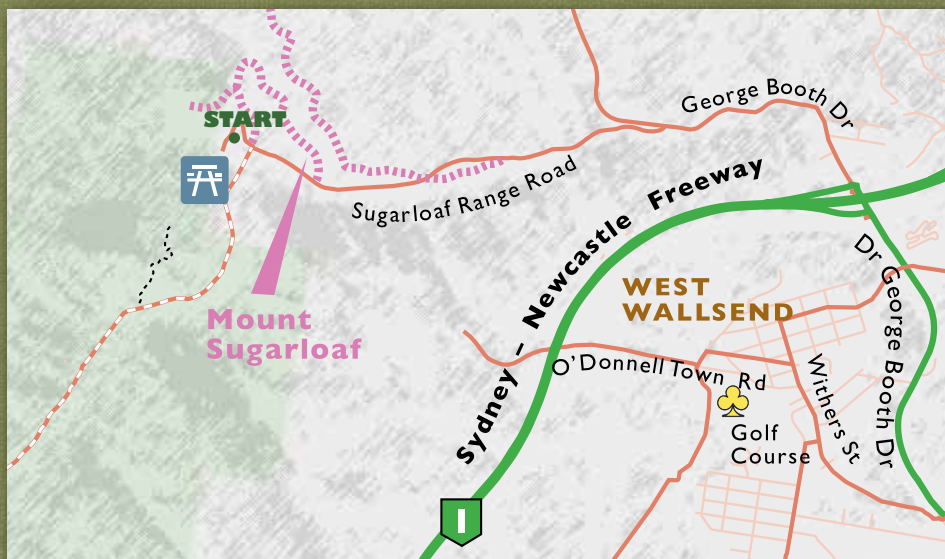 George Booth Dr
START
Sugarloaf Range Road
Sydney – Newcastle Freeway
Dr George Booth Dr
WEST
WALLSEND
Mount
Sugarloaf
O'Donnell Town Rd
Withers St
Golf
Course
1